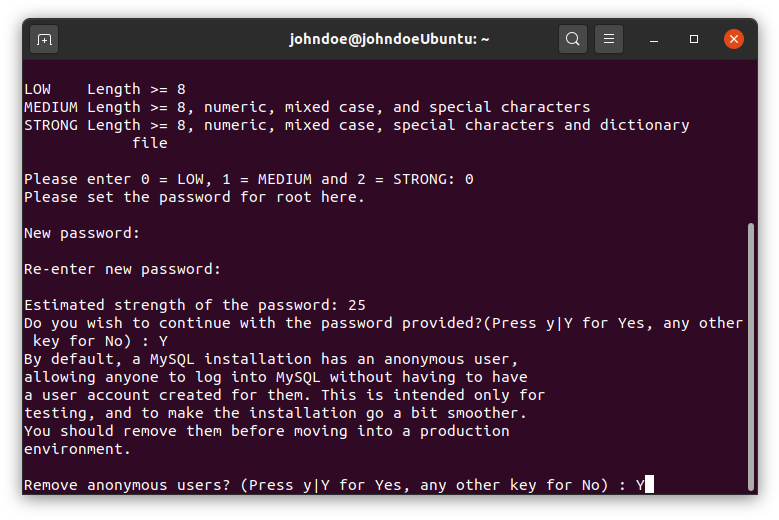 johndoe@johndoeUbuntu: ~
LOW    Length >= 8
MEDIUM Length >= 8, numeric, mixed case, and special characters
STRONG Length >= 8, numeric, mixed case, special characters and dictionary
            file
Please enter 0 = LOW, 1 = MEDIUM and 2 = STRONG: 0
Please set the password for root here.
New password:
Re-enter new password:
Estimated strength of the password: 25
Do you wish to continue with the password provided?(Press y|Y for Yes, any other
 key for No) : Y
By default, a MySQL installation has an anonymous user,
allowing anyone to log into MySQL without having to have
a user account created for them. This is intended only for
testing, and to make the installation go a bit smoother.
You should remove them before moving into a production
environment.
Remove anonymous users? (Press y|Y for Yes, any other key for No) : Y